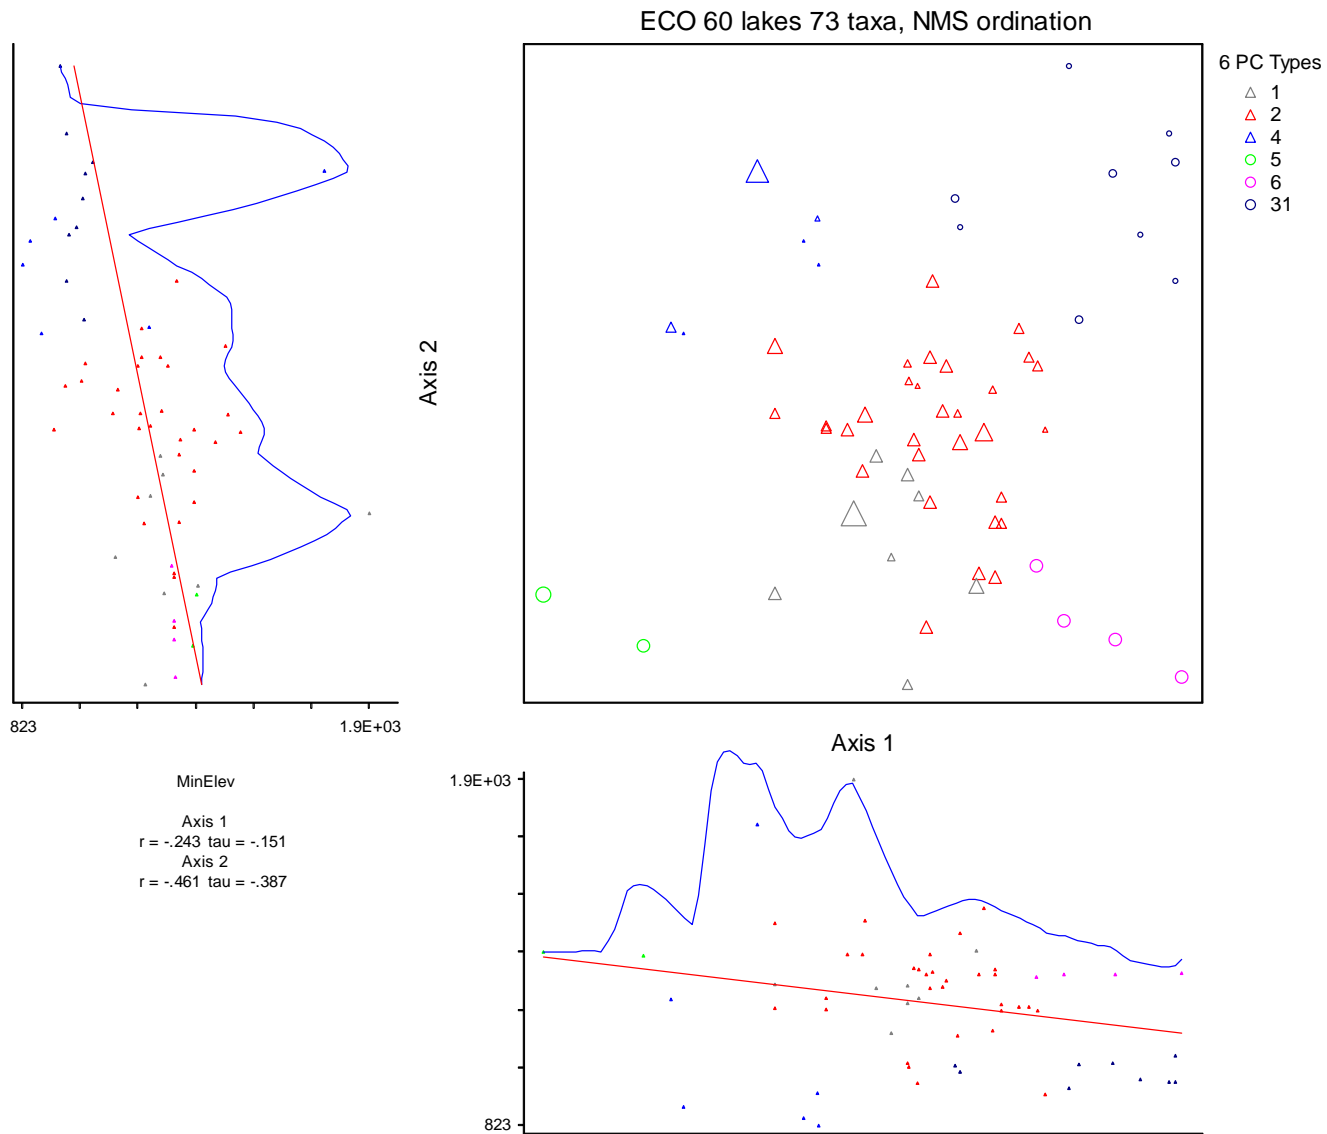 ECO 60 lakes 73 taxa, NMS ordination
6 PC Types
1
2
4
5
6
31
Axis 2
823
1.9E+03
Axis 1
MinElev
Axis 1
r = -.243 tau = -.151
Axis 2
r = -.461 tau = -.387
1.9E+03
823